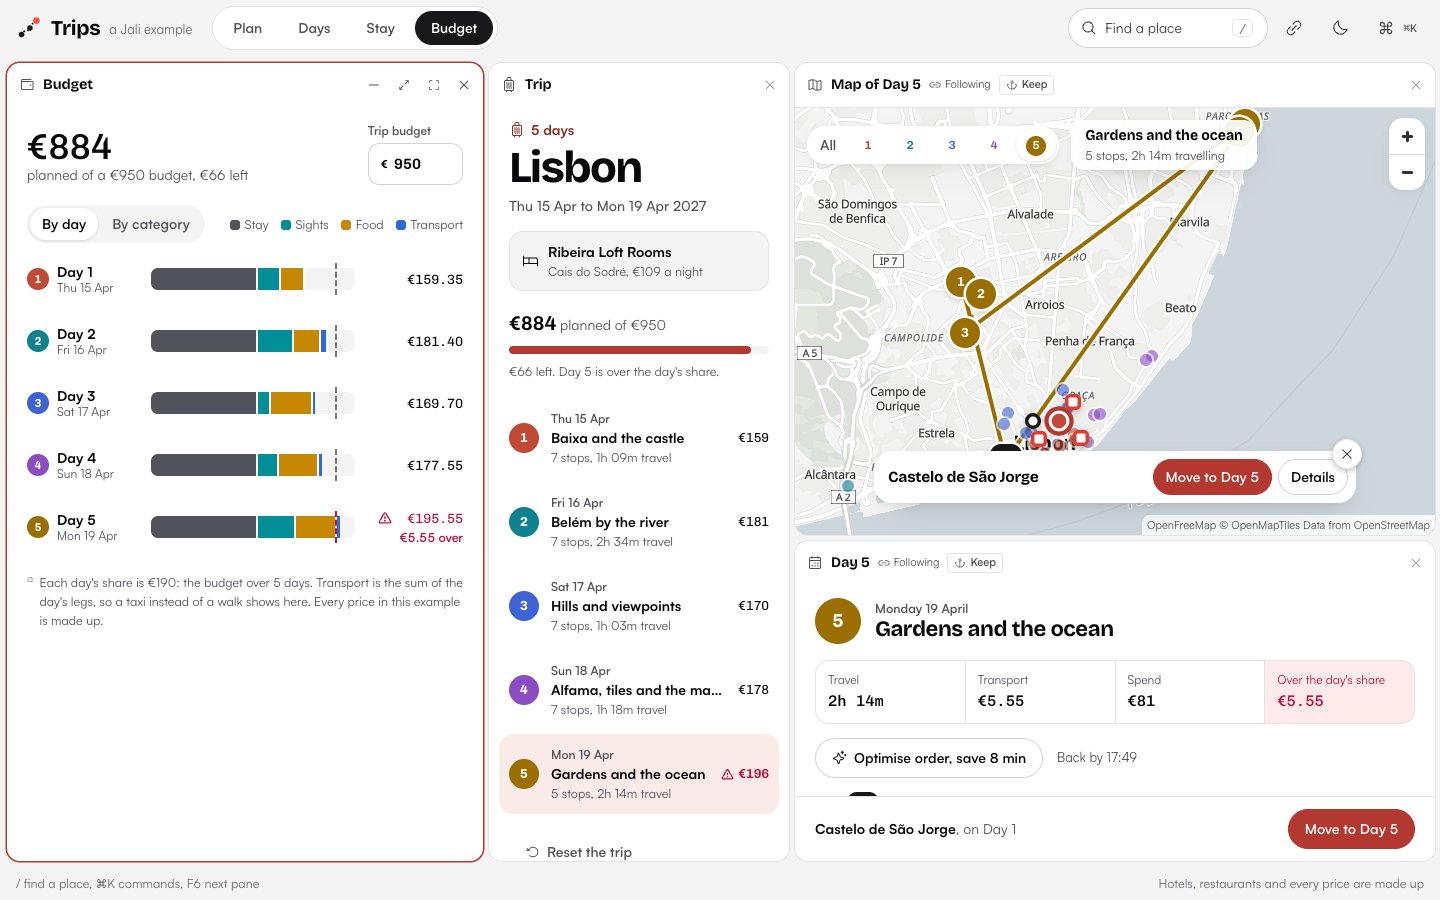 Trips a Jali example
Plan Days Stay Budget
Find a place /
⌘ ⌘K
Budget
€884
planned of a €950 budget, €66 left
Trip budget
€ 950
By day By category
Stay Sights Food Transport
1 Day 1
Thu 15 Apr
€159.35
2 Day 2
Fri 16 Apr
€181.40
3 Day 3
Sat 17 Apr
€169.70
4 Day 4
Sun 18 Apr
€177.55
5 Day 5
Mon 19 Apr
€195.55
€5.55 over
Each day's share is €190: the budget over 5 days. Transport is the sum of the
day's legs, so a taxi instead of a walk shows here. Every price in this example
is made up.
Trip
5 days
Lisbon
Thu 15 Apr to Mon 19 Apr 2027
Ribeira Loft Rooms
Cais do Sodré, €109 a night
€884 planned of €950
€66 left. Day 5 is over the day's share.
Thu 15 Apr
1 Baixa and the castle €159
7 stops, 1h 09m travel
Fri 16 Apr
2 Belém by the river €181
7 stops, 2h 34m travel
Sat 17 Apr
3 Hills and viewpoints €170
7 stops, 1h 03m travel
Sun 18 Apr
4 Alfama, tiles and the ma... €178
7 stops, 1h 18m travel
Mon 19 Apr
5 Gardens and the ocean €196
5 stops, 2h 14m travel
Reset the trip
Map of Day 5 Following Keep
All 1 2 3 4 5
Gardens and the ocean
5 stops, 2h 14m travelling
+
−
São Domingos
de Benfica
Alvalade
Marvila
IP 7
1
2
3
Arroios
Beato
CAMPOLIDE
Penha de França
A 5
Campo de
Ourique
Estrela
Alcântara
A 2
Castelo de São Jorge
Move to Day 5
Details
OpenFreeMap © OpenMapTiles Data from OpenStreetMap
Day 5 Following Keep
5
Monday 19 April
Gardens and the ocean
Travel
2h 14m
Transport
€5.55
Spend
€81
Over the day's share
€5.55
Optimise order, save 8 min
Back by 17:49
Castelo de São Jorge, on Day 1
Move to Day 5
/ find a place, ⌘K commands, F6 next pane
Hotels, restaurants and every price are made up